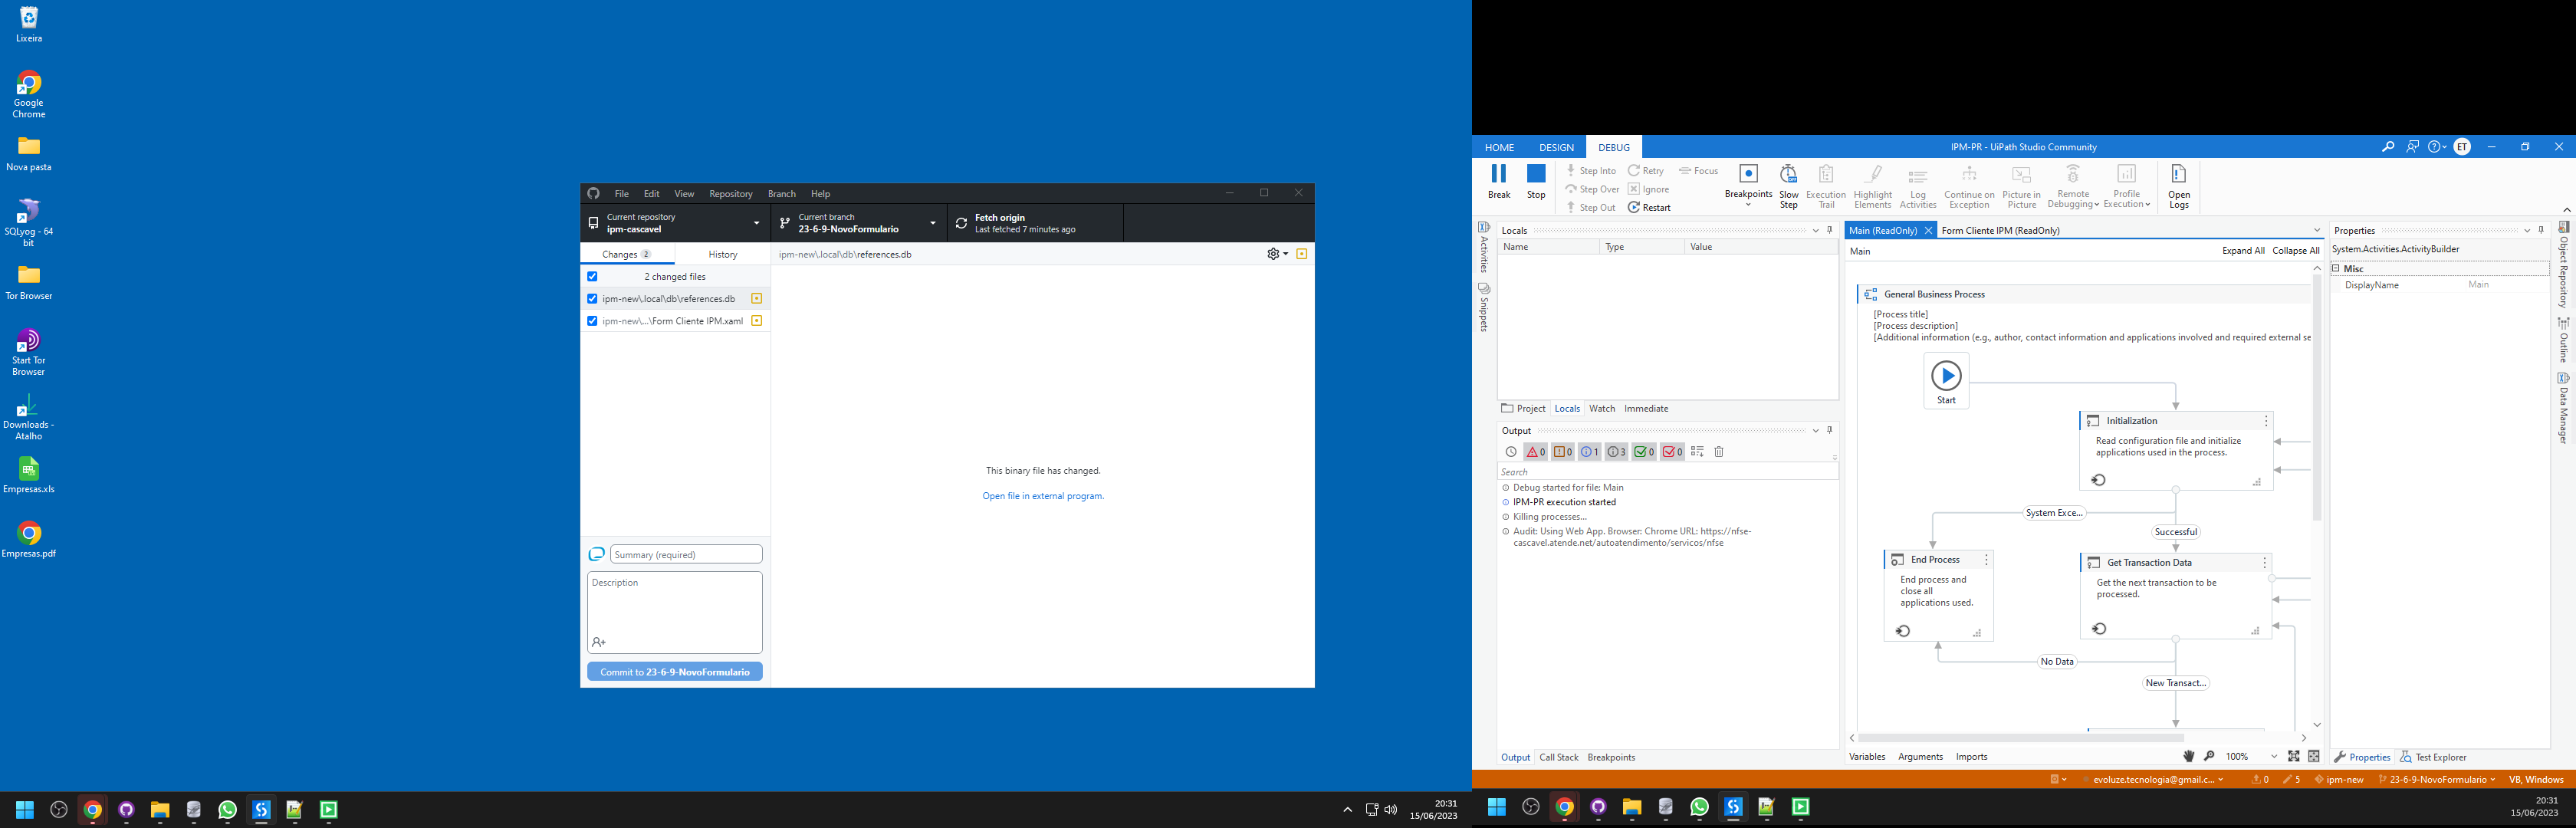 Lixeira
Google
Chrome
Nova pasta
SQLyog - 64
bit
Tor Browser
Start Tor
Browser
Downloads -
Atalho
Empresas.xls
Empresas.pdf
File Edit View Repository Branch Help
Current repository
ipm-cascavel
Current branch
23-6-9-NovoFormulario
Fetch origin
Last fetched 7 minutes ago
Changes 2
History
ipm-new\.local\db\references.db
2 changed files
ipm-new\.local\db\references.db
ipm-new\...\Form Cliente IPM.xaml
This binary file has changed.
Open file in external program.
Summary (required)
Description
Commit to 23-6-9-NovoFormulario
20:31
15/06/2023
HOME DESIGN DEBUG
IPM-PR - UiPath Studio Community
ET
Break
Stop
Step Into
Step Over
Step Out
Retry
Ignore
Restart
Focus
Breakpoints
Slow
Step
Execution
Trail
Highlight
Elements
Log
Activities
Continue on
Exception
Picture in
Picture
Remote
Debugging
Profile
Execution
Open
Logs
Activities
Snippets
Locals
Name Type Value
Project Locals Watch Immediate
Output
0 0 1 3 0 0
Search
Debug started for file: Main
IPM-PR execution started
Killing processes...
Audit: Using Web App. Browser: Chrome URL: https://nfse-
cascavel.atende.net/autoatendimento/servicos/nfse
Output Call Stack Breakpoints
Main (ReadOnly)
Form Cliente IPM (ReadOnly)
Main
Expand All Collapse All
General Business Process
[Process title]
[Process description]
[Additional information (e.g., author, contact information and applications involved and required external se
Start
Initialization
Read configuration file and initialize
applications used in the process.
System Exce...
Successful
End Process
End process and
close all
applications used.
Get Transaction Data
Get the next transaction to be
processed.
No Data
New Transact...
Variables Arguments Imports
100%
Properties
System.Activities.ActivityBuilder
Misc
DisplayName Main
Properties Test Explorer
Object Repository
Outline
Data Manager
evoluze.tecnologia@gmail.c...
0 5 ipm-new 23-6-9-NovoFormulario VB, Windows
20:31
15/06/2023